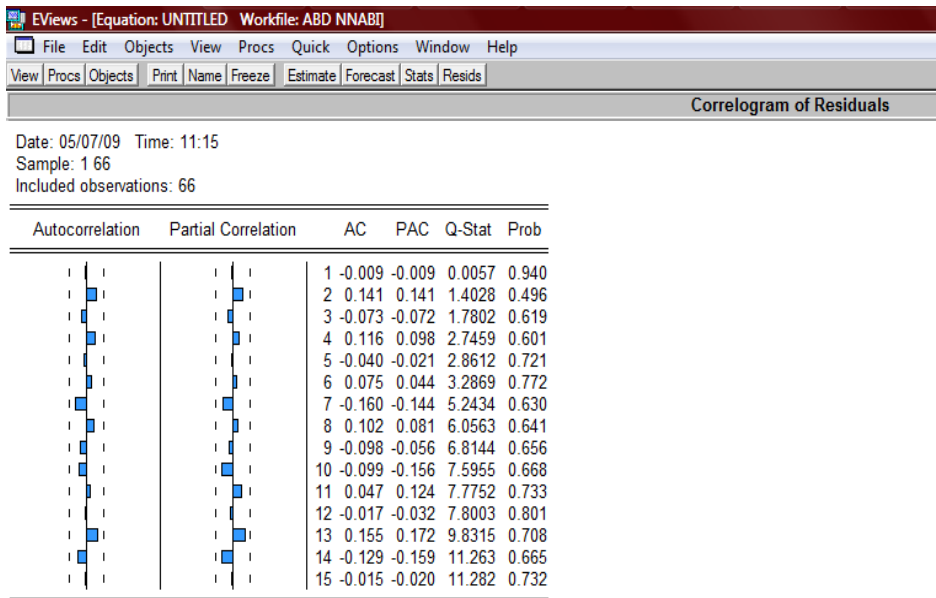 EViews - [Equation: UNTITLED Workfile: ABD NNABI]
File Edit Objects View Procs Quick Options Window Help
View Procs Objects Print Name Freeze Estimate Forecast Stats Resids
Correlogram of Residuals
Date: 05/07/09 Time: 11:15
Sample: 1 66
Included observations: 66
Autocorrelation Partial Correlation AC PAC Q-Stat Prob
1 -0.009 -0.009 0.0057 0.940
2 0.141 0.141 1.4028 0.496
3 -0.073 -0.072 1.7802 0.619
4 0.116 0.098 2.7459 0.601
5 -0.040 -0.021 2.8612 0.721
6 0.075 0.044 3.2869 0.772
7 -0.160 -0.144 5.2434 0.630
8 0.102 0.081 6.0563 0.641
9 -0.098 -0.056 6.8144 0.656
10 -0.099 -0.156 7.5955 0.668
11 0.047 0.124 7.7752 0.733
12 -0.017 -0.032 7.8003 0.801
13 0.155 0.172 9.8315 0.708
14 -0.129 -0.159 11.263 0.665
15 -0.015 -0.020 11.282 0.732